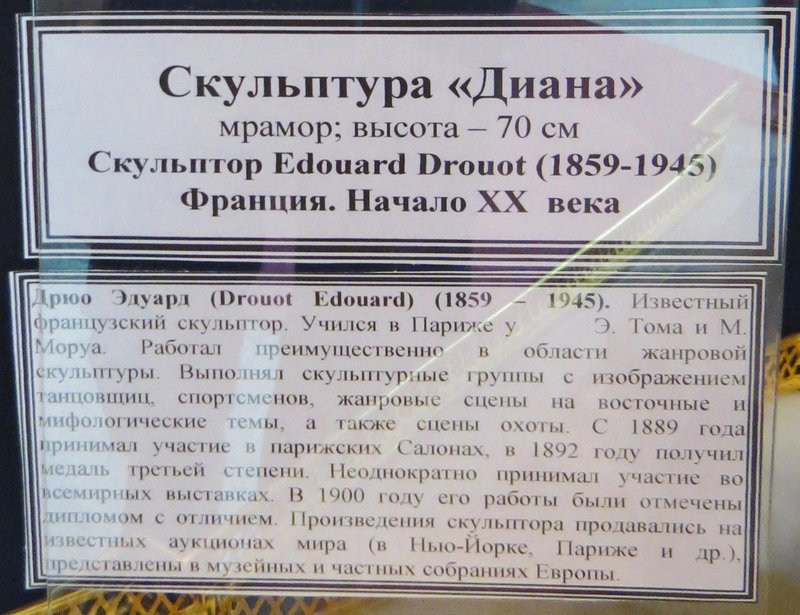 Скульптура «Диана»
мрамор; высота – 70 см
Скульптор Edouard Drouot (1859-1945)
Франция. Начало XX века
Дрюо Эдуард (Drouot Edouard) (1859 – 1945). Известный
французский скульптор. Учился в Париже у Э. Тома и М.
Моруа. Работал преимущественно в области жанровой
скульптуры. Выполнял скульптурные группы с изображением
танцовщиц, спортсменов, жанровые сцены на восточные и
мифологические темы, а также сцены охоты. С 1889 года
принимал участие в парижских Салонах, в 1892 году получил
медаль третьей степени. Неоднократно принимал участие во
всемирных выставках. В 1900 году его работы были отмечены
дипломом с отличием. Произведения скульптора продавались на
известных аукционах мира (в Нью-Йорке, Париже и др.),
представлены в музейных и частных собраниях Европы.